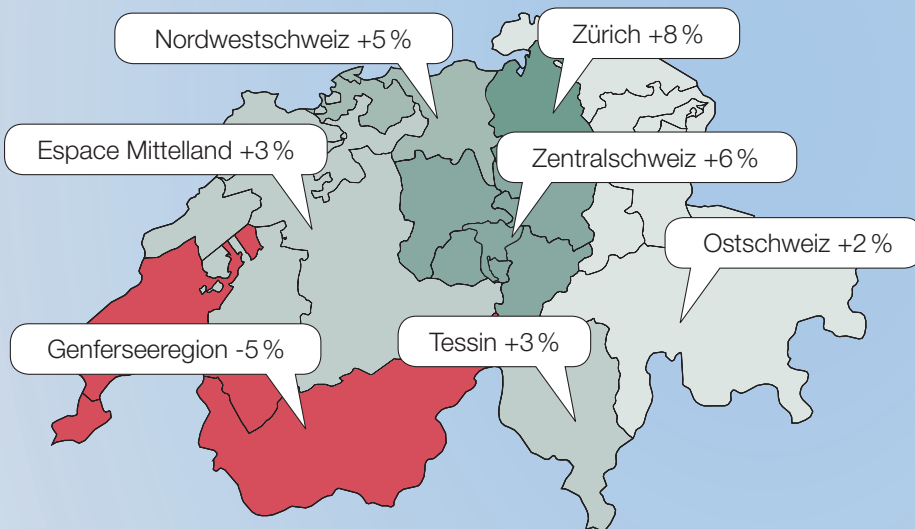 Nordwestschweiz +5 %
Zürich +8 %
Espace Mittelland +3 %
Zentralschweiz +6 %
Ostschweiz +2 %
Genferseeregion -5 %
Tessin +3 %